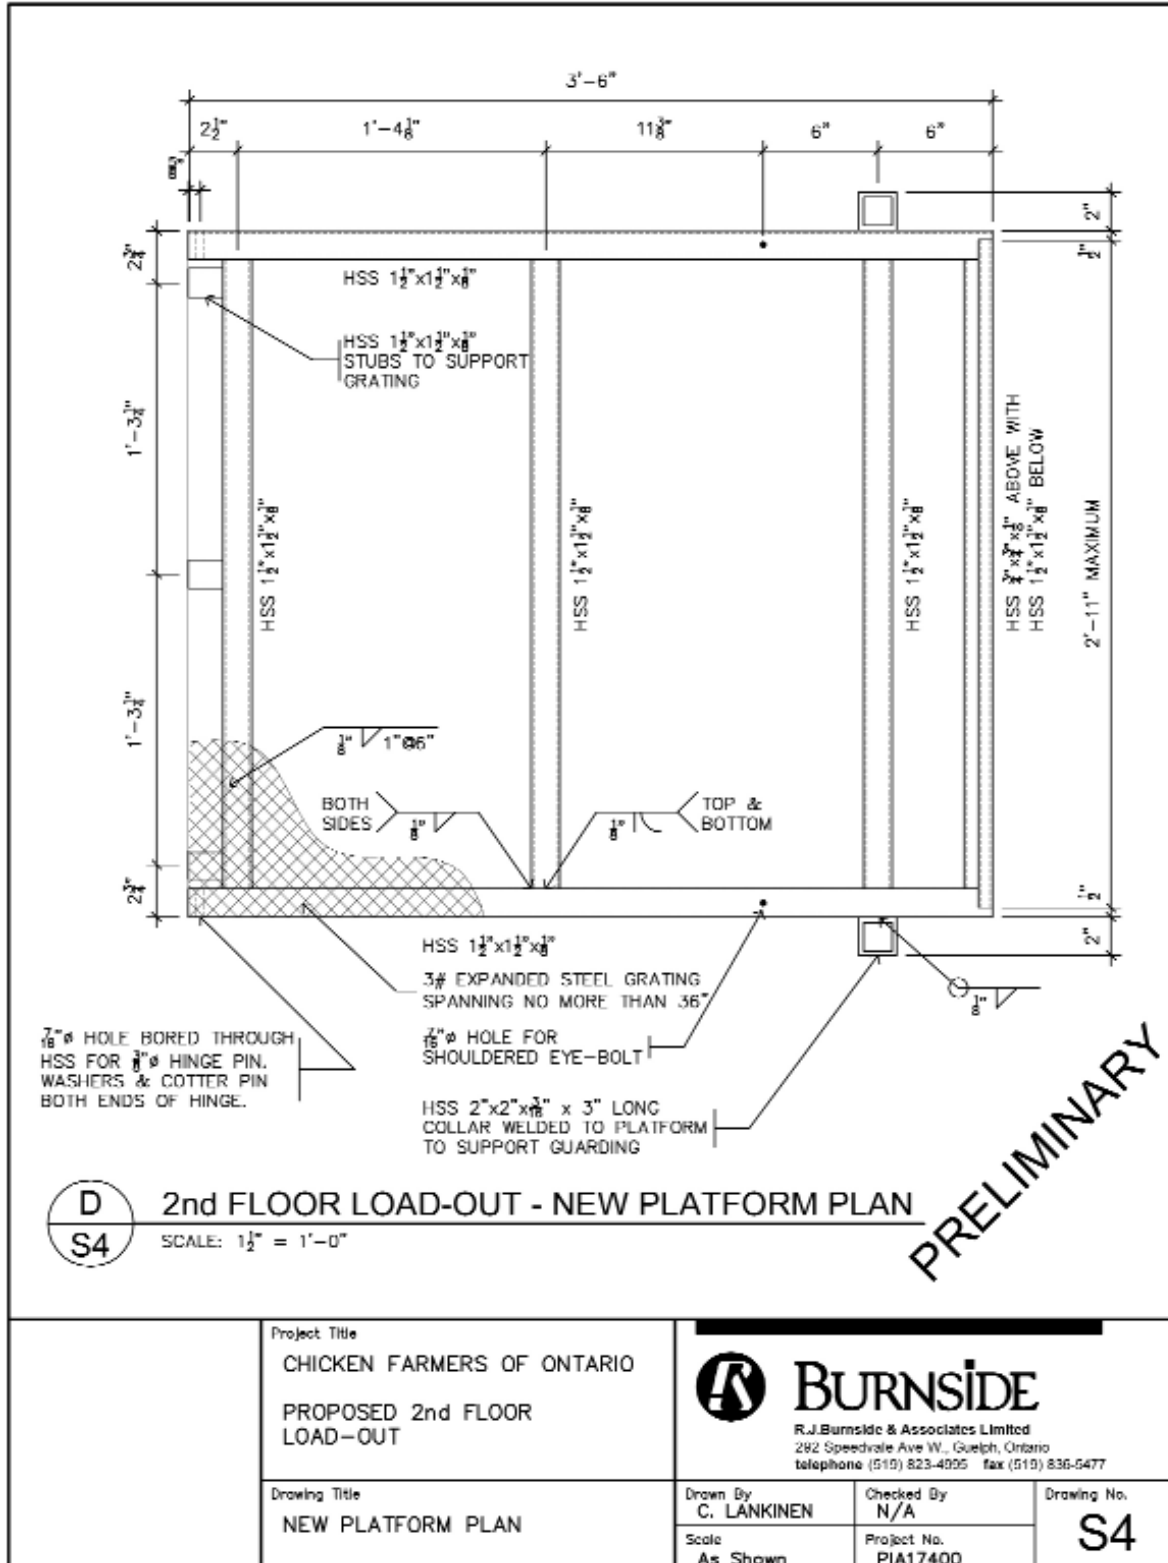 3'-6"
2½"
1'-4⅛"
11⅜"
6"
6"
2"
½"
2¾"
HSS 1½"x1½"x⅛"
HSS 1½"x1½"x⅛"
STUBS TO SUPPORT
GRATING
1'-3¼"
HSS 1½"x1½"x⅛"
HSS 1½"x1½"x⅛"
HSS 1½"x1½"x⅛"
HSS ¾"x¾"x⅛" ABOVE WITH
HSS 1½"x1½"x⅛" BELOW
2'-11" MAXIMUM
1'-3¼"
⅛" 1"@6"
BOTH
SIDES
⅛"
⅛"
TOP &
BOTTOM
2¾"
½"
2"
HSS 1½"x1½"x⅛"
3# EXPANDED STEEL GRATING
SPANNING NO MORE THAN 36"
⅛"
7/16"ø HOLE BORED THROUGH
HSS FOR ⅜"ø HINGE PIN.
WASHERS & COTTER PIN
BOTH ENDS OF HINGE.
7/16"ø HOLE FOR
SHOULDERED EYE-BOLT
HSS 2"x2"x3/16" x 3" LONG
COLLAR WELDED TO PLATFORM
TO SUPPORT GUARDING
PRELIMINARY
D
S4
2nd FLOOR LOAD-OUT - NEW PLATFORM PLAN
SCALE: 1½" = 1'-0"
Project Title
CHICKEN FARMERS OF ONTARIO
PROPOSED 2nd FLOOR
LOAD-OUT
BURNSIDE
R.J.Burnside & Associates Limited
292 Speedvale Ave W., Guelph, Ontario
telephone (519) 823-4995 fax (519) 836-5477
Drawing Title
NEW PLATFORM PLAN
Drawn By
C. LANKINEN
Checked By
N/A
Drawing No.
S4
Scale
As Shown
Project No.
PIA17400